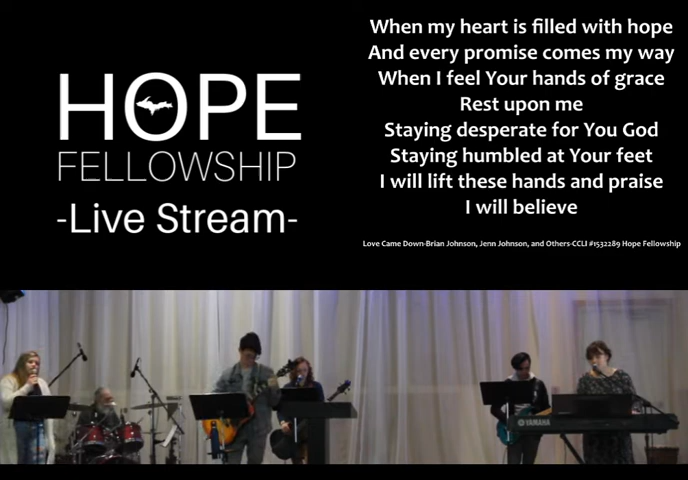 HOPE
FELLOWSHIP
-Live Stream-
When my heart is filled with hope
And every promise comes my way
When I feel Your hands of grace
Rest upon me
Staying desperate for You God
Staying humbled at Your feet
I will lift these hands and praise
I will believe
Love Came Down-Brian Johnson, Jenn Johnson, and Others-CCLI #1532289 Hope Fellowship
YAMAHA